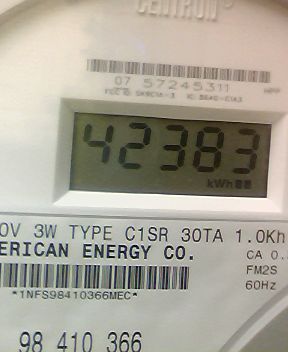 CENTRON®
07 57245311
42383
kWh
0V 3W TYPE C1SR 30TA 1.0Kh
ERICAN ENERGY CO.
CA 0.
FM2S
*1NFS98410366MEC*
60Hz
98 410 366